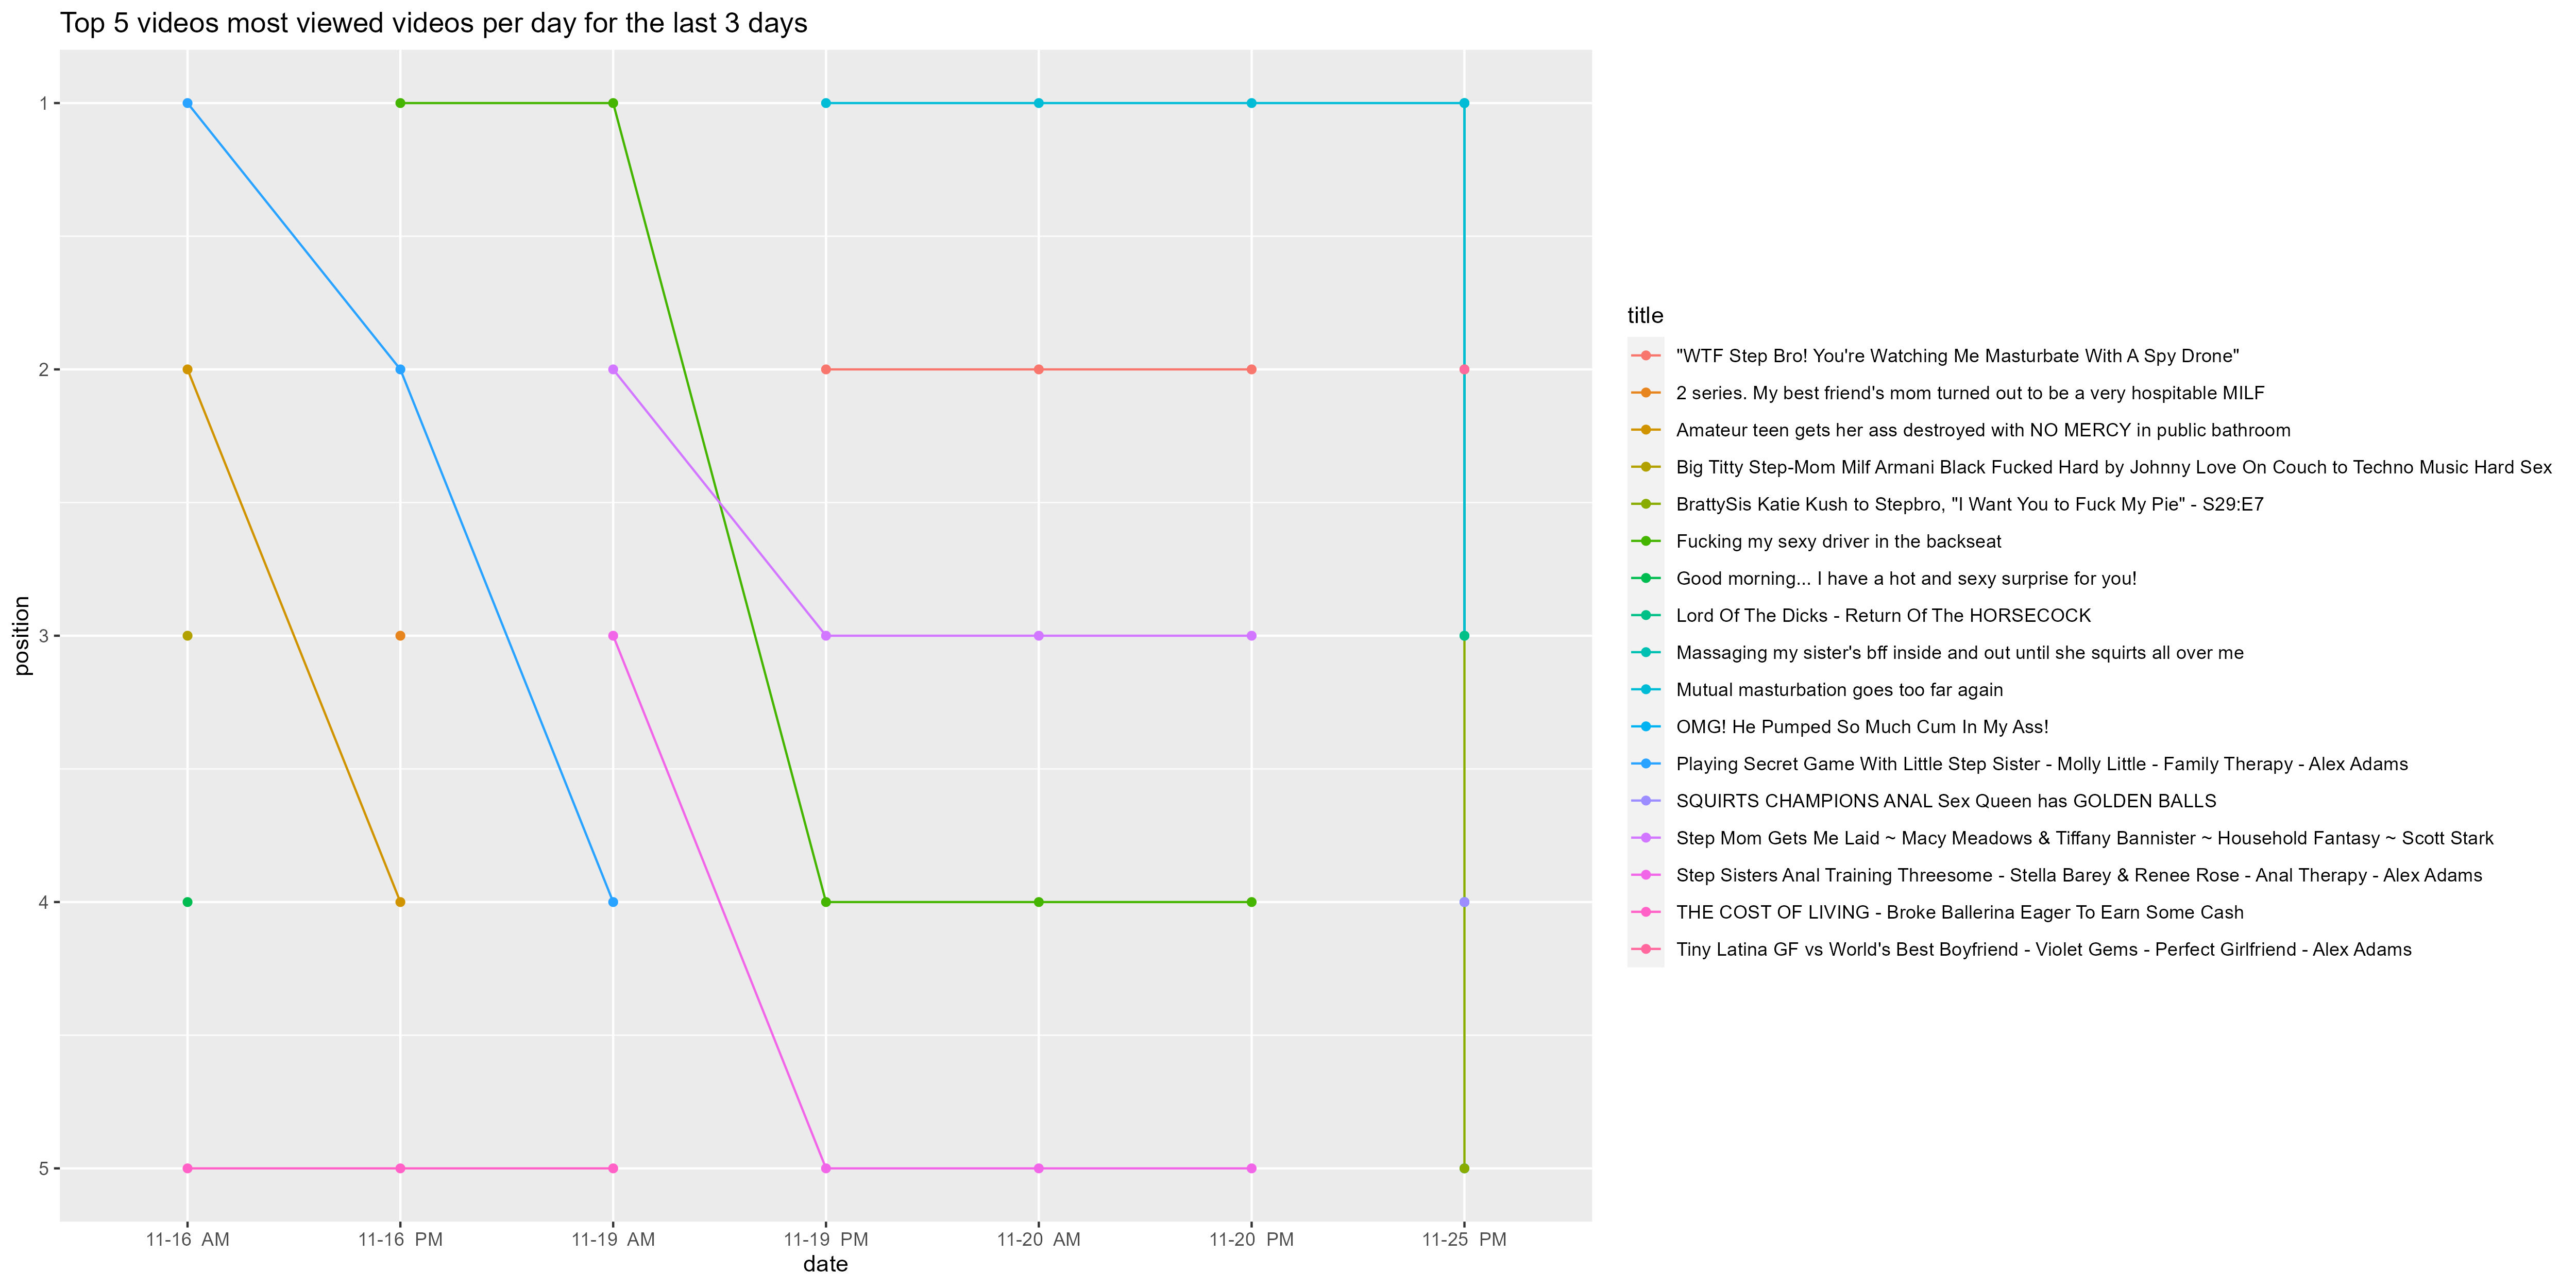 Top 5 videos most viewed videos per day for the last 3 days
1
2
3
4
5
position
11-16 AM
11-16 PM
11-19 AM
11-19 PM
11-20 AM
11-20 PM
11-25 PM
date
title
"WTF Step Bro! You're Watching Me Masturbate With A Spy Drone"
2 series. My best friend's mom turned out to be a very hospitable MILF
Amateur teen gets her ass destroyed with NO MERCY in public bathroom
Big Titty Step-Mom Milf Armani Black Fucked Hard by Johnny Love On Couch to Techno Music Hard Sex
BrattySis Katie Kush to Stepbro, "I Want You to Fuck My Pie" - S29:E7
Fucking my sexy driver in the backseat
Good morning... I have a hot and sexy surprise for you!
Lord Of The Dicks - Return Of The HORSECOCK
Massaging my sister's bff inside and out until she squirts all over me
Mutual masturbation goes too far again
OMG! He Pumped So Much Cum In My Ass!
Playing Secret Game With Little Step Sister - Molly Little - Family Therapy - Alex Adams
SQUIRTS CHAMPIONS ANAL Sex Queen has GOLDEN BALLS
Step Mom Gets Me Laid ~ Macy Meadows & Tiffany Bannister ~ Household Fantasy ~ Scott Stark
Step Sisters Anal Training Threesome - Stella Barey & Renee Rose - Anal Therapy - Alex Adams
THE COST OF LIVING - Broke Ballerina Eager To Earn Some Cash
Tiny Latina GF vs World's Best Boyfriend - Violet Gems - Perfect Girlfriend - Alex Adams